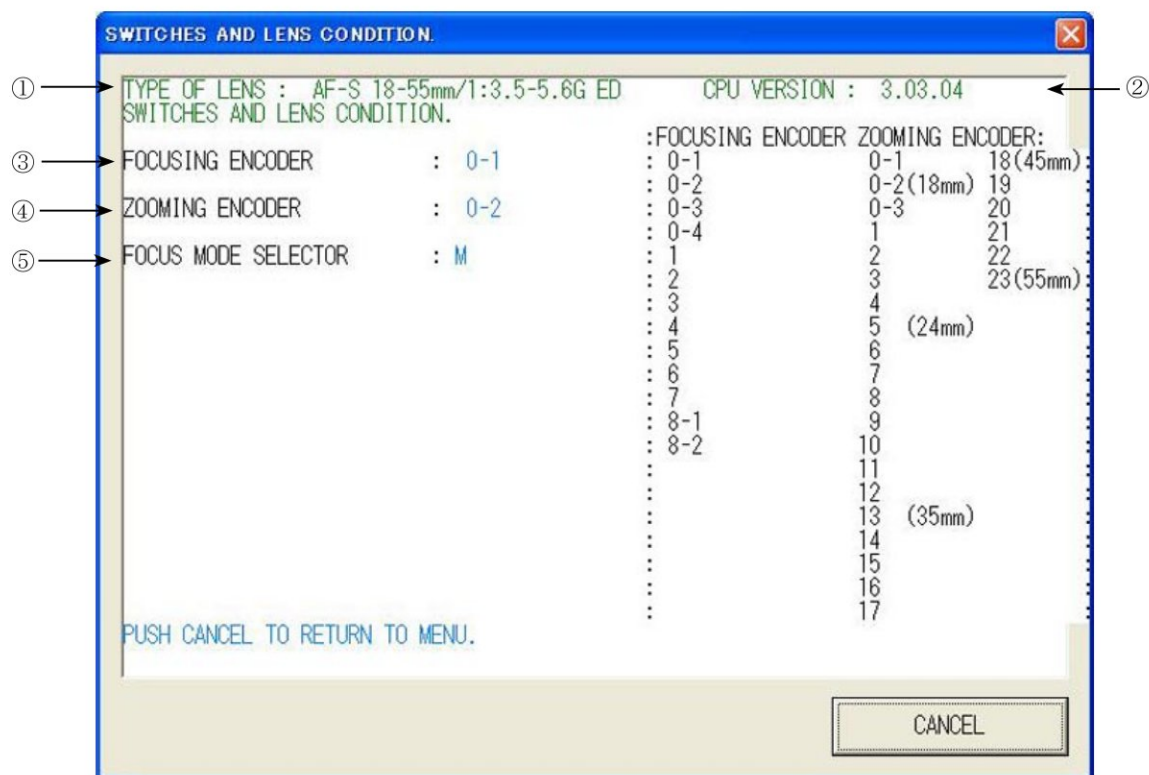 SWITCHES AND LENS CONDITION.
① TYPE OF LENS : AF-S 18-55mm/1:3.5-5.6G ED CPU VERSION : 3.03.04 ②
SWITCHES AND LENS CONDITION.
:FOCUSING ENCODER ZOOMING ENCODER:
③ FOCUSING ENCODER : 0-1 : 0-1 0-1 18(45mm):
: 0-2 0-2(18mm) 19 :
④ ZOOMING ENCODER : 0-2 : 0-3 0-3 20 :
: 0-4 1 21 :
⑤ FOCUS MODE SELECTOR : M : 1 2 22 :
: 2 3 23(55mm):
: 3 4 :
: 4 5 (24mm) :
: 5 6 :
: 6 7 :
: 7 8 :
: 8-1 9 :
: 8-2 10 :
: 11 :
: 12 :
: 13 (35mm) :
: 14 :
: 15 :
: 16 :
: 17 :
PUSH CANCEL TO RETURN TO MENU.
CANCEL